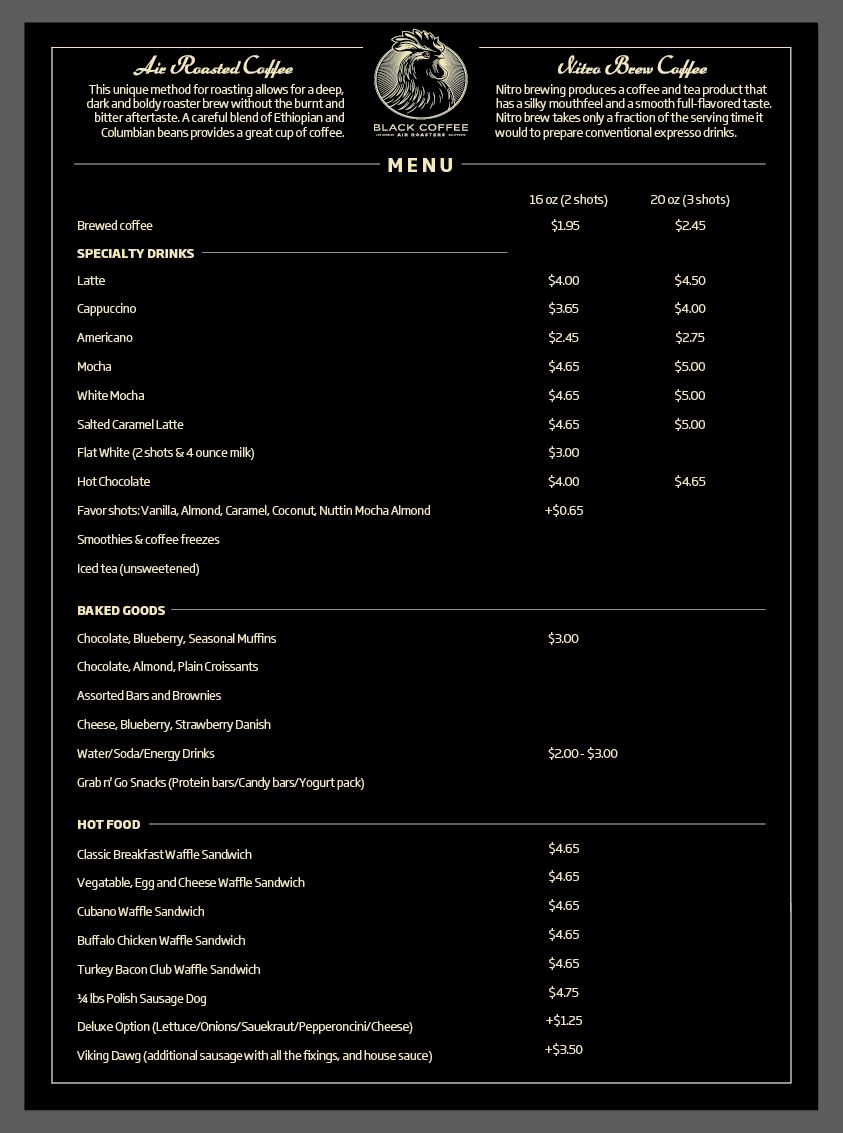 Air Roasted Coffee
This unique method for roasting allows for a deep,
dark and boldy roaster brew without the burnt and
bitter aftertaste. A careful blend of Ethiopian and
Columbian beans provides a great cup of coffee.
BLACK COFFEE
AIR ROASTERS
Nitro Brew Coffee
Nitro brewing produces a coffee and tea product that
has a silky mouthfeel and a smooth full-flavored taste.
Nitro brew takes only a fraction of the serving time it
would to prepare conventional expresso drinks.
MENU
16 oz (2 shots) 20 oz (3 shots)
Brewed coffee $1.95 $2.45
SPECIALTY DRINKS
Latte $4.00 $4.50
Cappuccino $3.65 $4.00
Americano $2.45 $2.75
Mocha $4.65 $5.00
White Mocha $4.65 $5.00
Salted Caramel Latte $4.65 $5.00
Flat White (2 shots & 4 ounce milk) $3.00
Hot Chocolate $4.00 $4.65
Favor shots: Vanilla, Almond, Caramel, Coconut, Nuttin Mocha Almond +$0.65
Smoothies & coffee freezes
Iced tea (unsweetened)
BAKED GOODS
Chocolate, Blueberry, Seasonal Muffins $3.00
Chocolate, Almond, Plain Croissants
Assorted Bars and Brownies
Cheese, Blueberry, Strawberry Danish
Water/Soda/Energy Drinks $2.00 - $3.00
Grab n' Go Snacks (Protein bars/Candy bars/Yogurt pack)
HOT FOOD
Classic Breakfast Waffle Sandwich $4.65
Vegatable, Egg and Cheese Waffle Sandwich $4.65
Cubano Waffle Sandwich $4.65
Buffalo Chicken Waffle Sandwich $4.65
Turkey Bacon Club Waffle Sandwich $4.65
¼ lbs Polish Sausage Dog $4.75
Deluxe Option (Lettuce/Onions/Sauekraut/Pepperoncini/Cheese) +$1.25
Viking Dawg (additional sausage with all the fixings, and house sauce) +$3.50